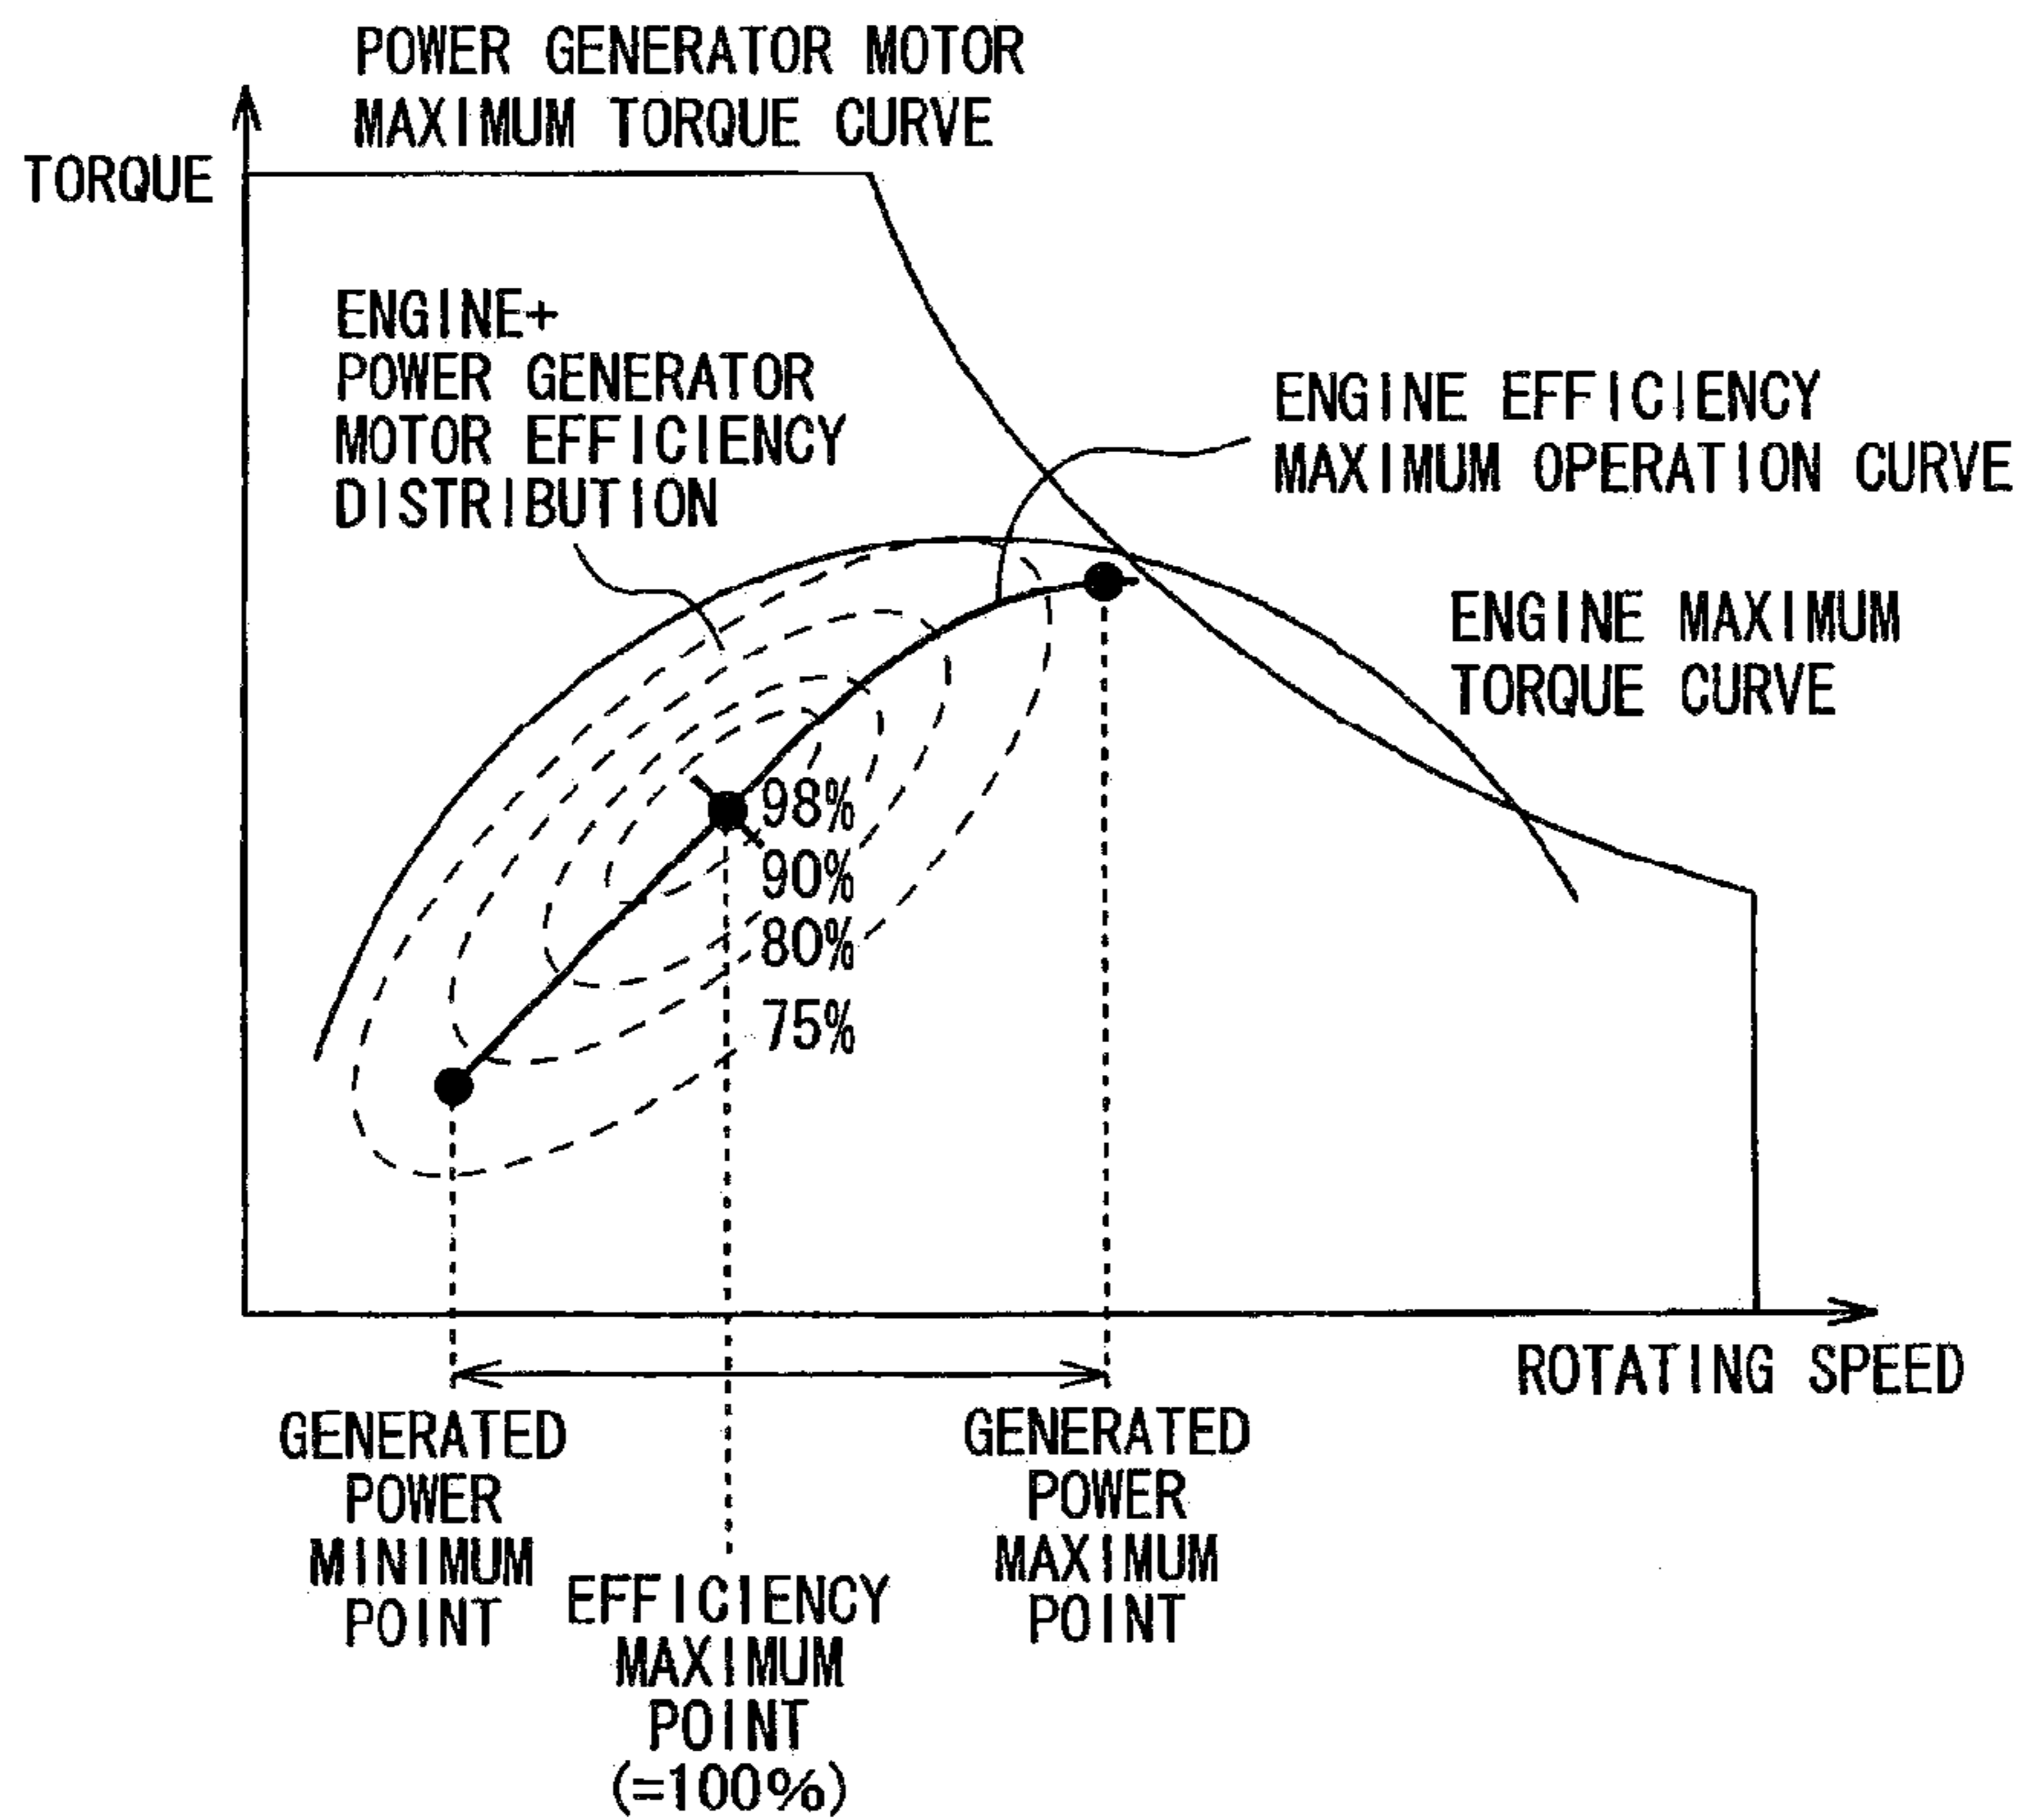 POWER GENERATOR MOTOR
MAXIMUM TORQUE CURVE
TORQUE
ENGINE+
POWER GENERATOR
MOTOR EFFICIENCY
DISTRIBUTION
ENGINE EFFICIENCY
MAXIMUM OPERATION CURVE
ENGINE MAXIMUM
TORQUE CURVE
98%
90%
80%
75%
ROTATING SPEED
GENERATED
POWER
MINIMUM
POINT
EFFICIENCY
MAXIMUM
POINT
(=100%)
GENERATED
POWER
MAXIMUM
POINT